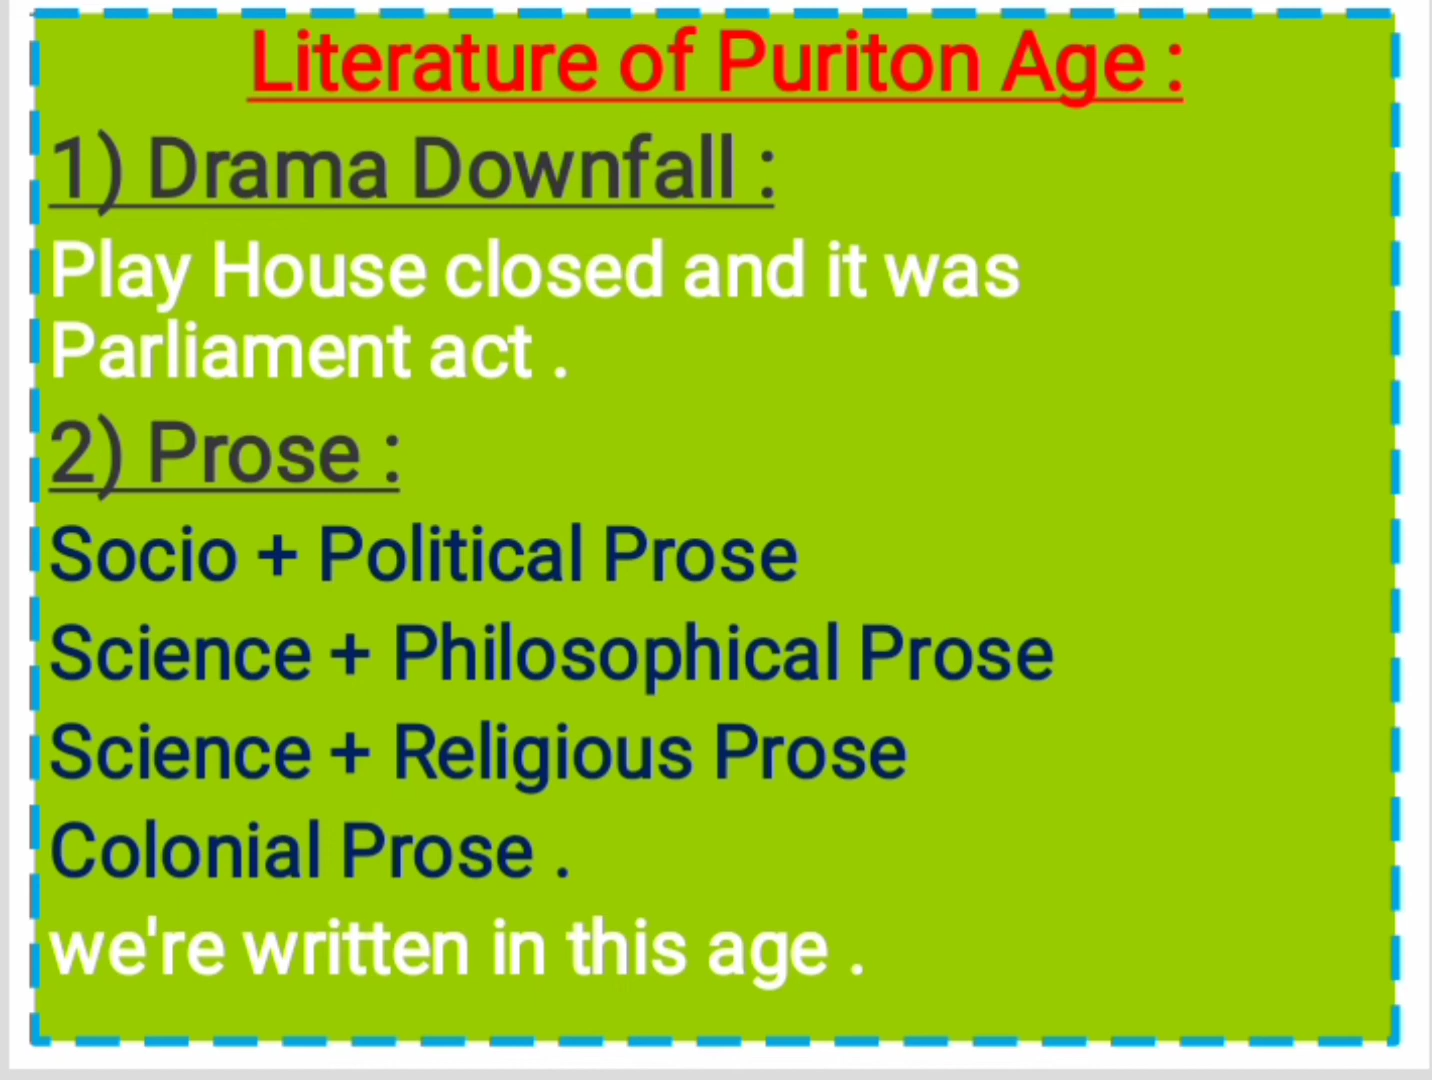 Literature of Puriton Age :
1) Drama Downfall :
Play House closed and it was
Parliament act .
2) Prose :
Socio + Political Prose
Science + Philosophical Prose
Science + Religious Prose
Colonial Prose .
we're written in this age .